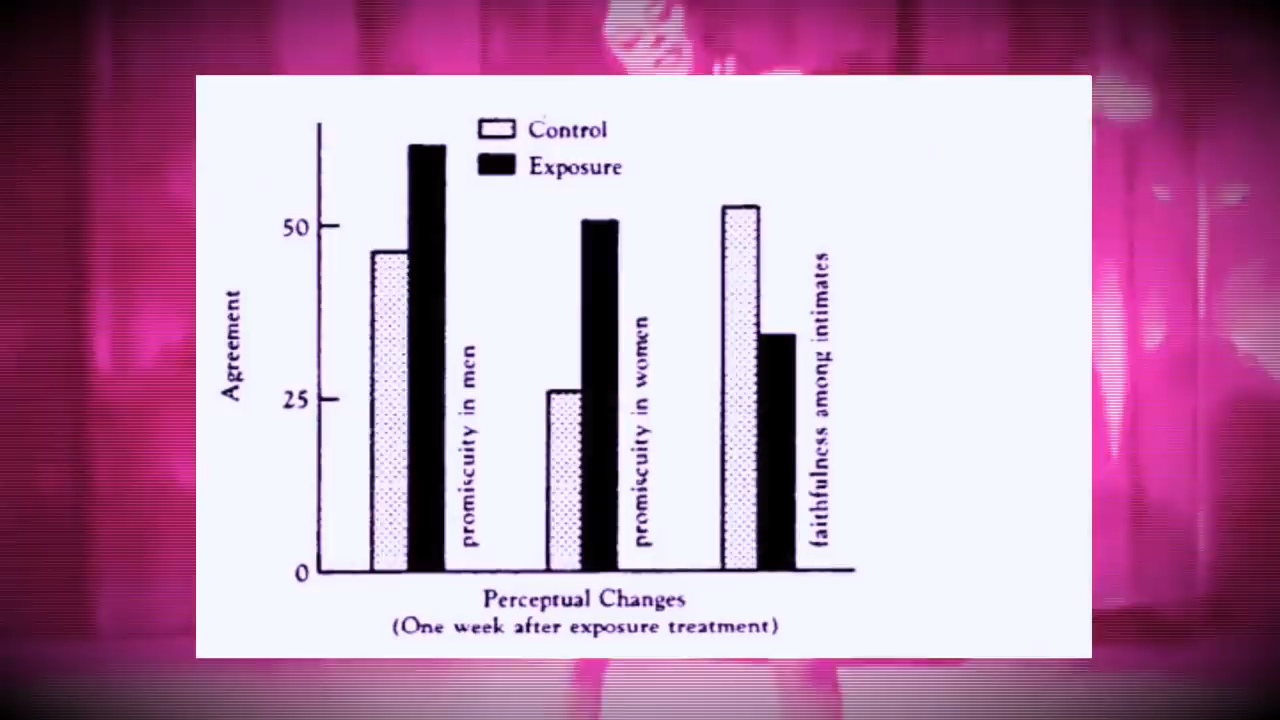 Control
Exposure
50
25
0
Agreement
promiscuity in men
promiscuity in women
faithfulness among intimates
Perceptual Changes
(One week after exposure treatment)